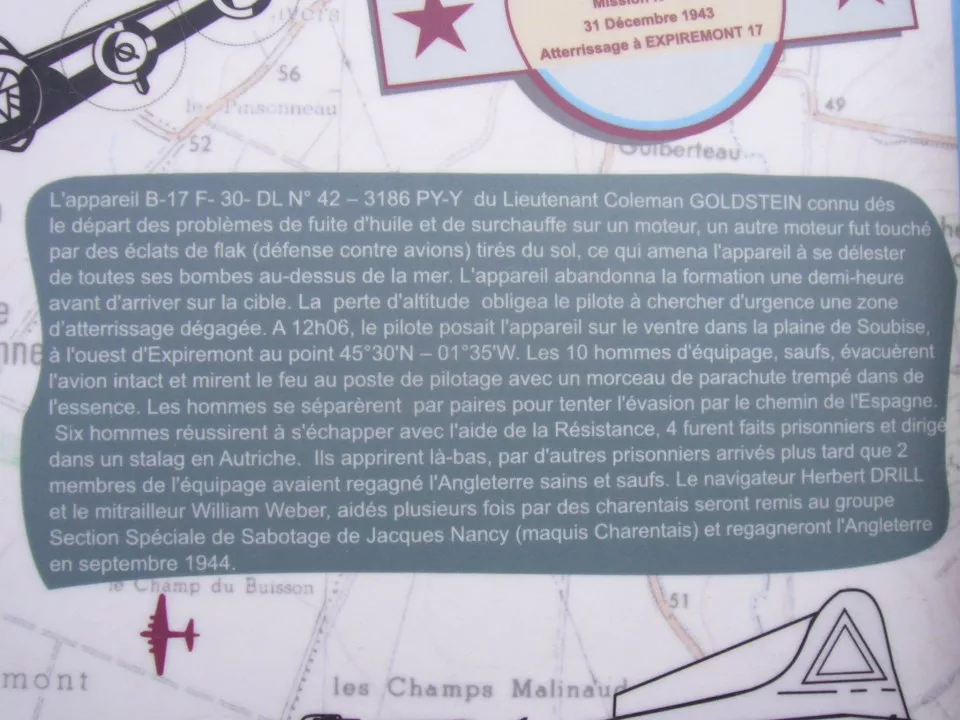 Mission
31 Décembre 1943
Atterrissage à EXPIREMONT 17
56
le Pinsonneau
52
49
Guiberteau
L'appareil B-17 F- 30- DL N° 42 – 3186 PY-Y du Lieutenant Coleman GOLDSTEIN connu dés
le départ des problèmes de fuite d'huile et de surchauffe sur un moteur, un autre moteur fut touché
par des éclats de flak (défense contre avions) tirés du sol, ce qui amena l'appareil à se délester
de toutes ses bombes au-dessus de la mer. L'appareil abandonna la formation une demi-heure
avant d'arriver sur la cible. La perte d'altitude obligea le pilote à chercher d'urgence une zone
d'atterrissage dégagée. A 12h06, le pilote posait l'appareil sur le ventre dans la plaine de Soubise,
à l'ouest d'Expiremont au point 45°30'N – 01°35'W. Les 10 hommes d'équipage, saufs, évacuèrent
l'avion intact et mirent le feu au poste de pilotage avec un morceau de parachute trempé dans de
l'essence. Les hommes se séparèrent par paires pour tenter l'évasion par le chemin de l'Espagne.
Six hommes réussirent à s'échapper avec l'aide de la Résistance, 4 furent faits prisonniers et dirigé
dans un stalag en Autriche. Ils apprirent là-bas, par d'autres prisonniers arrivés plus tard que 2
membres de l'équipage avaient regagné l'Angleterre sains et saufs. Le navigateur Herbert DRILL
et le mitrailleur William Weber, aidés plusieurs fois par des charentais seront remis au groupe
Section Spéciale de Sabotage de Jacques Nancy (maquis Charentais) et regagneront l'Angleterre
en septembre 1944.
le Champ du Buisson
51
mont
les Champs Malinaud